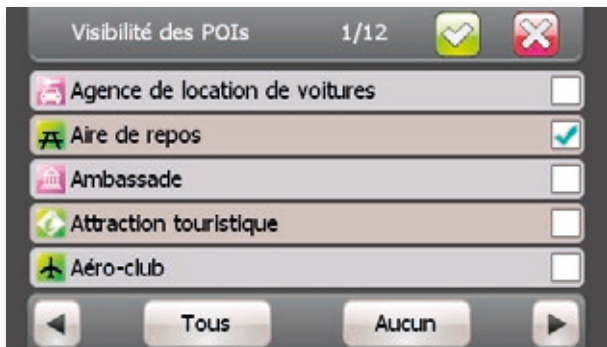 Visibilité des POIs 1/12
Agence de location de voitures
Aire de repos
Ambassade
Attraction touristique
Aéro-club
Tous Aucun